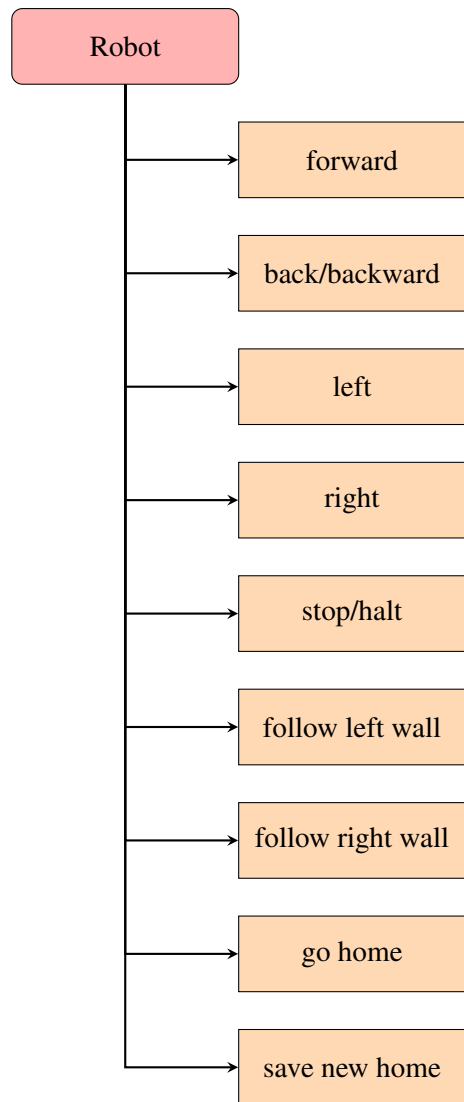 Robot
forward
back/backward
left
right
stop/halt
follow left wall
follow right wall
go home
save new home